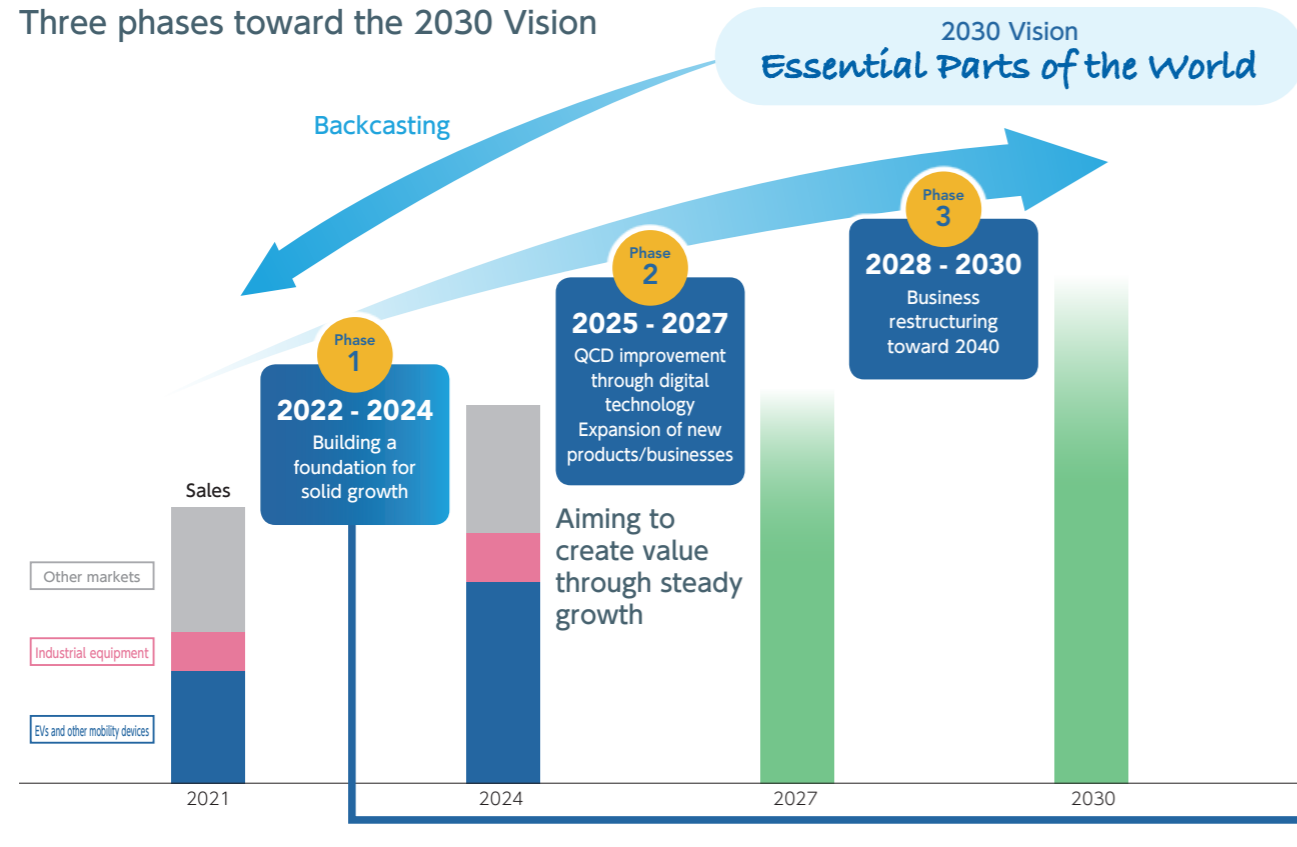 Three phases toward the 2030 Vision
2030 Vision
Essential Parts of the World
Backcasting
Phase
1
2022 - 2024
Building a
foundation for
solid growth
Phase
2
2025 - 2027
QCD improvement
through digital
technology
Expansion of new
products/businesses
Phase
3
2028 - 2030
Business
restructuring
toward 2040
Aiming to
create value
through steady
growth
Sales
Other markets
Industrial equipment
EVs and other mobility devices
2021
2024
2027
2030